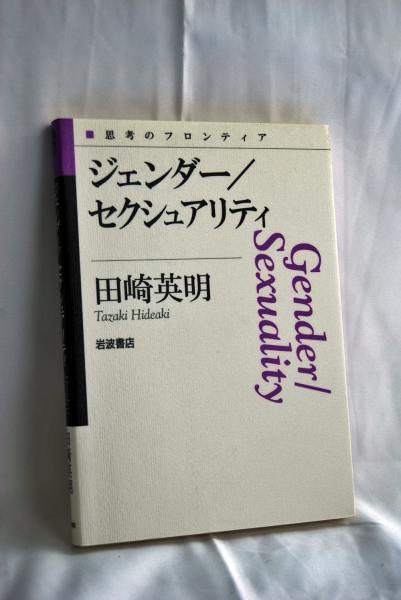 ■思考のフロンティア
ジェンダー/
セクシュアリティ
Gender/
Sexuality
田崎英明
Tazaki Hideaki
岩波書店